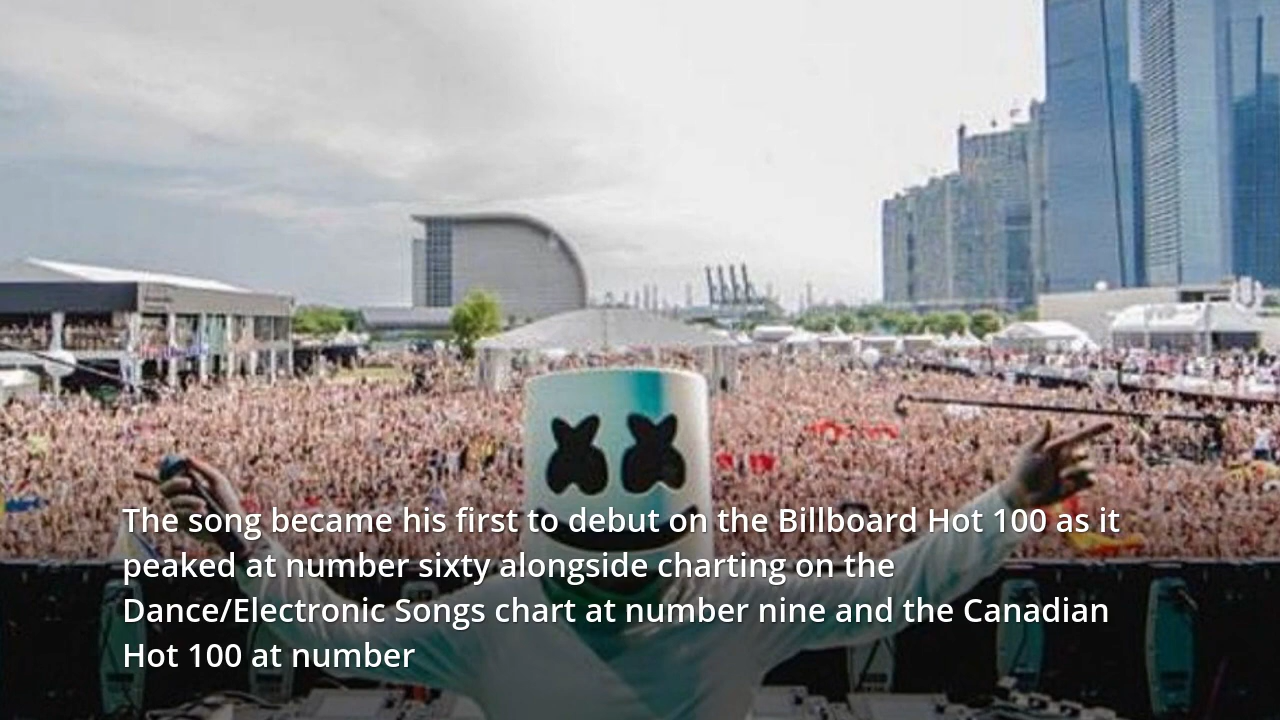 The song became his first to debut on the Billboard Hot 100 as it
peaked at number sixty alongside charting on the
Dance/Electronic Songs chart at number nine and the Canadian
Hot 100 at number